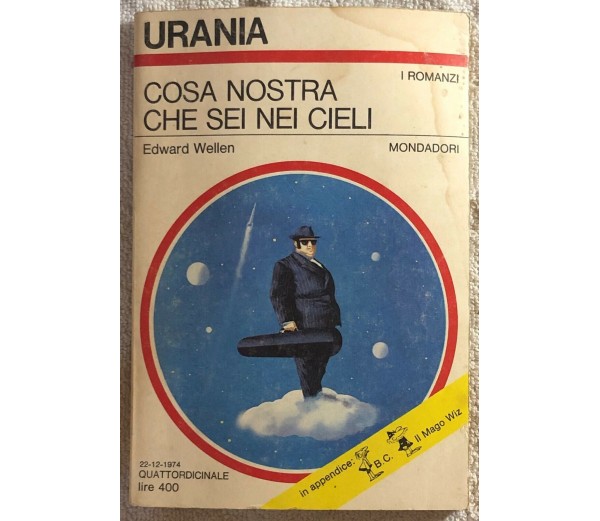 URANIA
I ROMANZI
COSA NOSTRA
CHE SEI NEI CIELI
Edward Wellen
MONDADORI
22-12-1974
QUATTORDICINALE
lire 400
in appendice: B.C. Il Mago Wiz